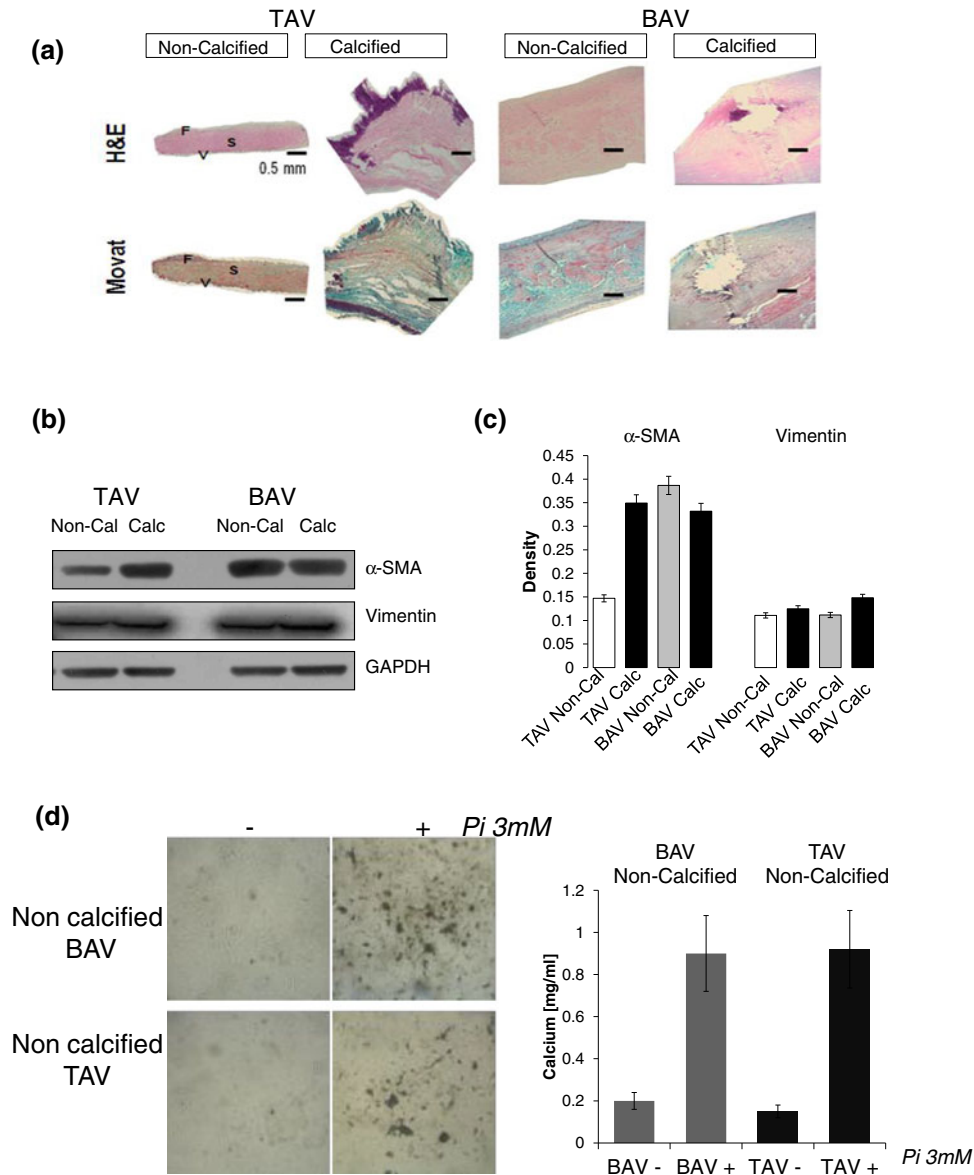 TAV BAV
(a)
Non-Calcified Calcified Non-Calcified Calcified
H&E
F S V
0.5 mm
Movat
F S V
(b)
TAV BAV
Non-Cal Calc Non-Cal Calc
α-SMA
Vimentin
GAPDH
(c)
α-SMA Vimentin
Density
0.45
0.4
0.35
0.3
0.25
0.2
0.15
0.1
0.05
0
TAV Non-Cal
TAV Calc
BAV Non-Cal
BAV Calc
TAV Non-Cal
TAV Calc
BAV Non-Cal
BAV Calc
(d)
- + Pi 3mM
Non calcified
BAV
Non calcified
TAV
BAV TAV
Non-Calcified Non-Calcified
Calcium [mg/ml]
1.2
1
0.8
0.6
0.4
0.2
0
BAV - BAV + TAV - TAV + Pi 3mM